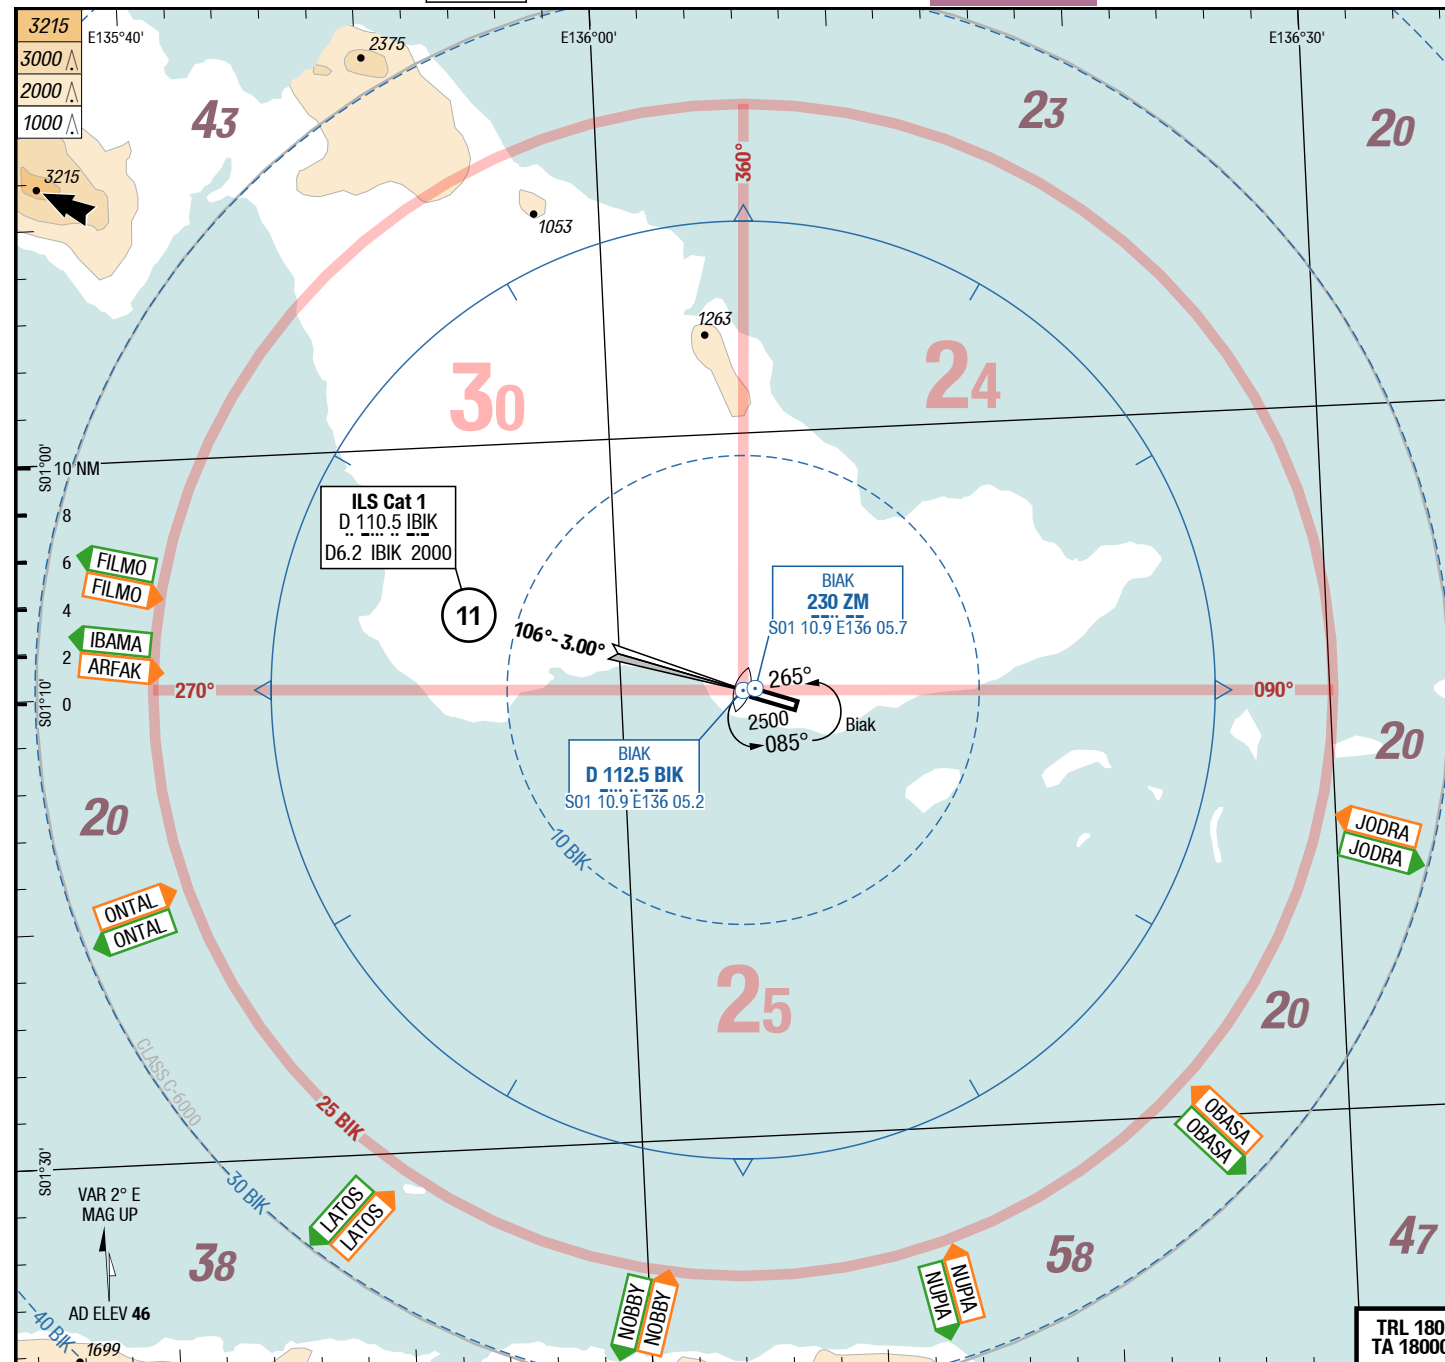 3215
3000
2000
1000
E135°40'
E136°00'
E136°30'
2375
43
23
20
3215
360°
1053
1263
30
24
S01°00'
10 NM
8
6
4
2
0
S01°10'
ILS Cat 1
D 110.5 IBIK
D6.2 IBIK 2000
11
106°-3.00°
BIAK
230 ZM
S01 10.9 E136 05.7
FILMO
FILMO
IBAMA
ARFAK
270°
090°
265°
2500
085°
Biak
BIAK
D 112.5 BIK
S01 10.9 E136 05.2
10 BIK
20
20
JODRA
JODRA
ONTAL
ONTAL
25
20
CLASS C-6000
25 BIK
30 BIK
OBASA
OBASA
S01°30'
VAR 2° E
MAG UP
LATOS
LATOS
38
58
47
NOBBY
NOBBY
NUPIA
NUPIA
AD ELEV 46
40 BIK
1699
TRL 180
TA 18000